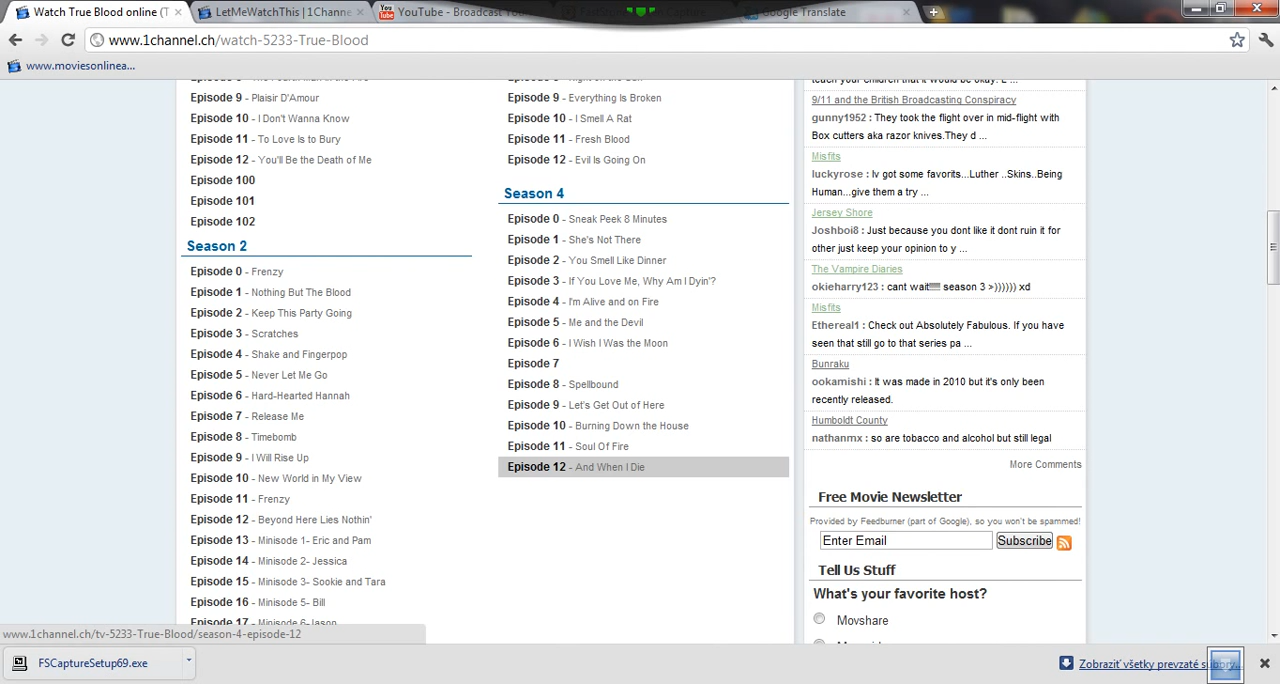 Watch True Blood online (T
LetMeWatchThis | 1Channe
YouTube - Broadcast You
Google Translate
www.1channel.ch/watch-5233-True-Blood
www.moviesonlinea...
Episode 9 - Plaisir D'Amour
Episode 10 - I Don't Wanna Know
Episode 11 - To Love Is to Bury
Episode 12 - You'll Be the Death of Me
Episode 100
Episode 101
Episode 102
Season 2
Episode 0 - Frenzy
Episode 1 - Nothing But The Blood
Episode 2 - Keep This Party Going
Episode 3 - Scratches
Episode 4 - Shake and Fingerpop
Episode 5 - Never Let Me Go
Episode 6 - Hard-Hearted Hannah
Episode 7 - Release Me
Episode 8 - Timebomb
Episode 9 - I Will Rise Up
Episode 10 - New World in My View
Episode 11 - Frenzy
Episode 12 - Beyond Here Lies Nothin'
Episode 13 - Minisode 1- Eric and Pam
Episode 14 - Minisode 2- Jessica
Episode 15 - Minisode 3- Sookie and Tara
Episode 16 - Minisode 5- Bill
Episode 17 - Minisode 6- Jason
Episode 9 - Everything Is Broken
Episode 10 - I Smell A Rat
Episode 11 - Fresh Blood
Episode 12 - Evil Is Going On
Season 4
Episode 0 - Sneak Peek 8 Minutes
Episode 1 - She's Not There
Episode 2 - You Smell Like Dinner
Episode 3 - If You Love Me, Why Am I Dyin'?
Episode 4 - I'm Alive and on Fire
Episode 5 - Me and the Devil
Episode 6 - I Wish I Was the Moon
Episode 7
Episode 8 - Spellbound
Episode 9 - Let's Get Out of Here
Episode 10 - Burning Down the House
Episode 11 - Soul Of Fire
Episode 12 - And When I Die
teach your children that it would be okay. E ...
9/11 and the British Broadcasting Conspiracy
gunny1952 : They took the flight over in mid-flight with
Box cutters aka razor knives.They d ...
Misfits
luckyrose : Iv got some favorits...Luther ..Skins..Being
Human...give them a try ...
Jersey Shore
Joshboi8 : Just because you dont like it dont ruin it for
other just keep your opinion to y ...
The Vampire Diaries
okieharry123 : cant wait season 3 >)))))) xd
Misfits
Ethereal1 : Check out Absolutely Fabulous. If you have
seen that still go to that series pa ...
Bunraku
ookamishi : It was made in 2010 but it's only been
recently released.
Humboldt County
nathanmx : so are tobacco and alcohol but still legal
More Comments
Free Movie Newsletter
Provided by Feedburner (part of Google), so you won't be spammed!
Enter Email
Subscribe
Tell Us Stuff
What's your favorite host?
Movshare
www.1channel.ch/tv-5233-True-Blood/season-4-episode-12
FSCaptureSetup69.exe
Zobraziť všetky prevzaté súbory...